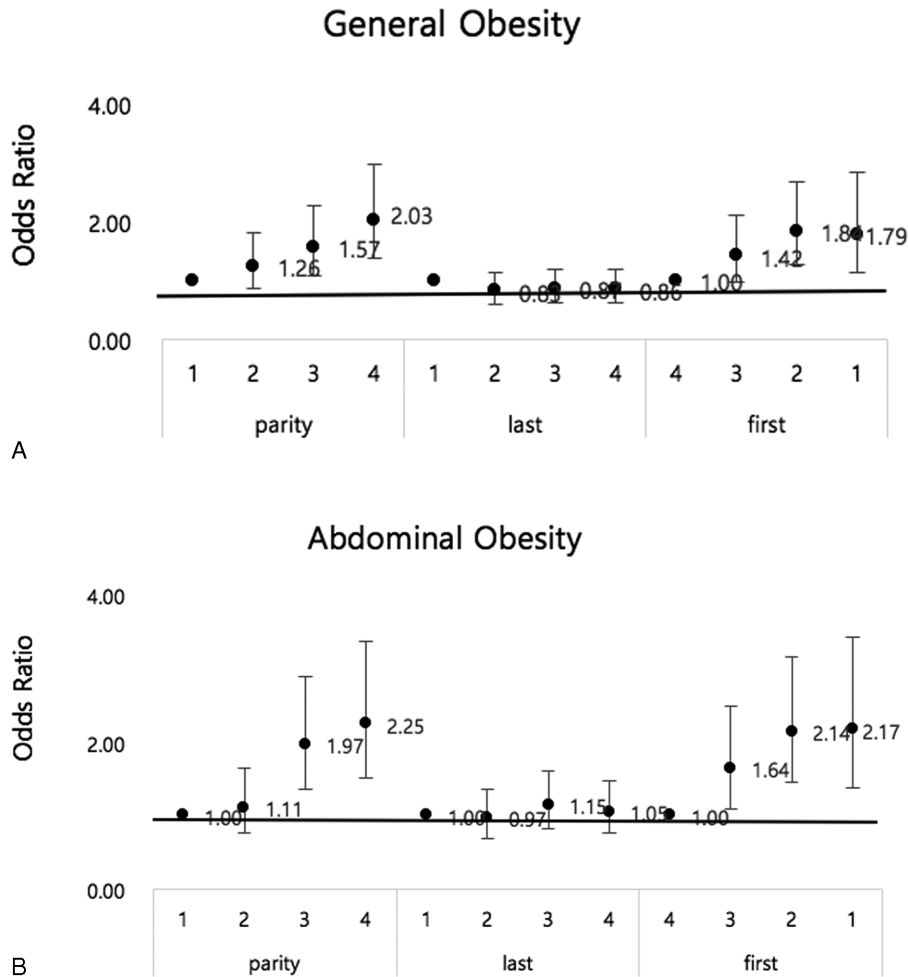 A
General Obesity
Odds Ratio
4.00
2.00
0.00
1.26
1.57
2.03
0.86
1.00
1.42
1.79
1 2 3 4 1 2 3 4 4 3 2 1
parity last first
Abdominal Obesity
Odds Ratio
4.00
2.00
0.00
1.00
1.11
1.97
2.25
1.00
0.97
1.15
1.05
1.00
1.64
2.14
2.17
1 2 3 4 1 2 3 4 4 3 2 1
parity last first
A
B